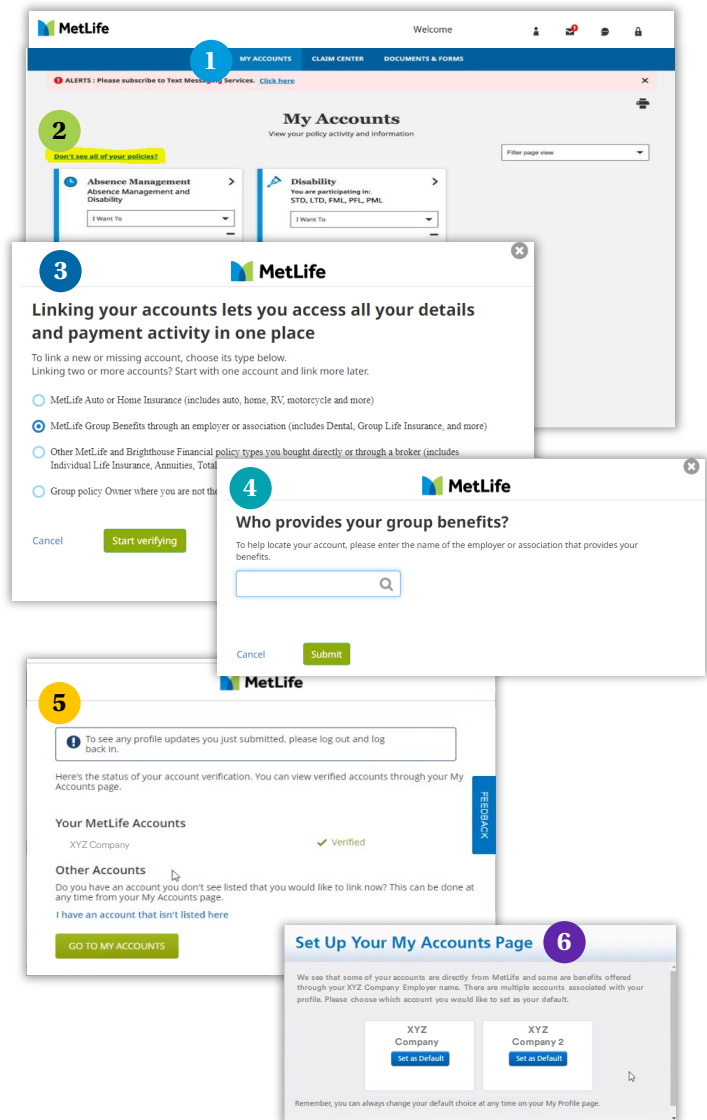 MetLife
Welcome
1
MY ACCOUNTS CLAIM CENTER DOCUMENTS & FORMS
ALERTS : Please subscribe to Text Messaging Services. Click here
2
My Accounts
View your policy activity and information
Don't see all of your policies?
Filter page view
Absence Management
Absence Management and
Disability
I Want To
Disability
You are participating in:
STD, LTD, FML, PFL, PML
I Want To
3
MetLife
Linking your accounts lets you access all your details
and payment activity in one place
To link a new or missing account, choose its type below.
Linking two or more accounts? Start with one account and link more later.
MetLife Auto or Home Insurance (includes auto, home, RV, motorcycle and more)
MetLife Group Benefits through an employer or association (includes Dental, Group Life Insurance, and more)
Other MetLife and Brighthouse Financial policy types you bought directly or through a broker (includes
Individual Life Insurance, Annuities, Total
Group policy Owner where you are not the
Cancel
Start verifying
4
MetLife
Who provides your group benefits?
To help locate your account, please enter the name of the employer or association that provides your
benefits.
Cancel
Submit
5
MetLife
To see any profile updates you just submitted, please log out and log
back in.
Here's the status of your account verification. You can view verified accounts through your My
Accounts page.
FEEDBACK
Your MetLife Accounts
XYZ Company
Verified
Other Accounts
Do you have an account you don't see listed that you would like to link now? This can be done at
any time from your My Accounts page.
I have an account that isn't listed here
GO TO MY ACCOUNTS
Set Up Your My Accounts Page
6
We see that some of your accounts are directly from MetLife and some are benefits offered
through your XYZ Company Employer name. There are multiple accounts associated with your
profile. Please choose which account you would like to set as your default.
XYZ
Company
Set as Default
XYZ
Company 2
Set as Default
Remember, you can always change your default choice at any time on your My Profile page.